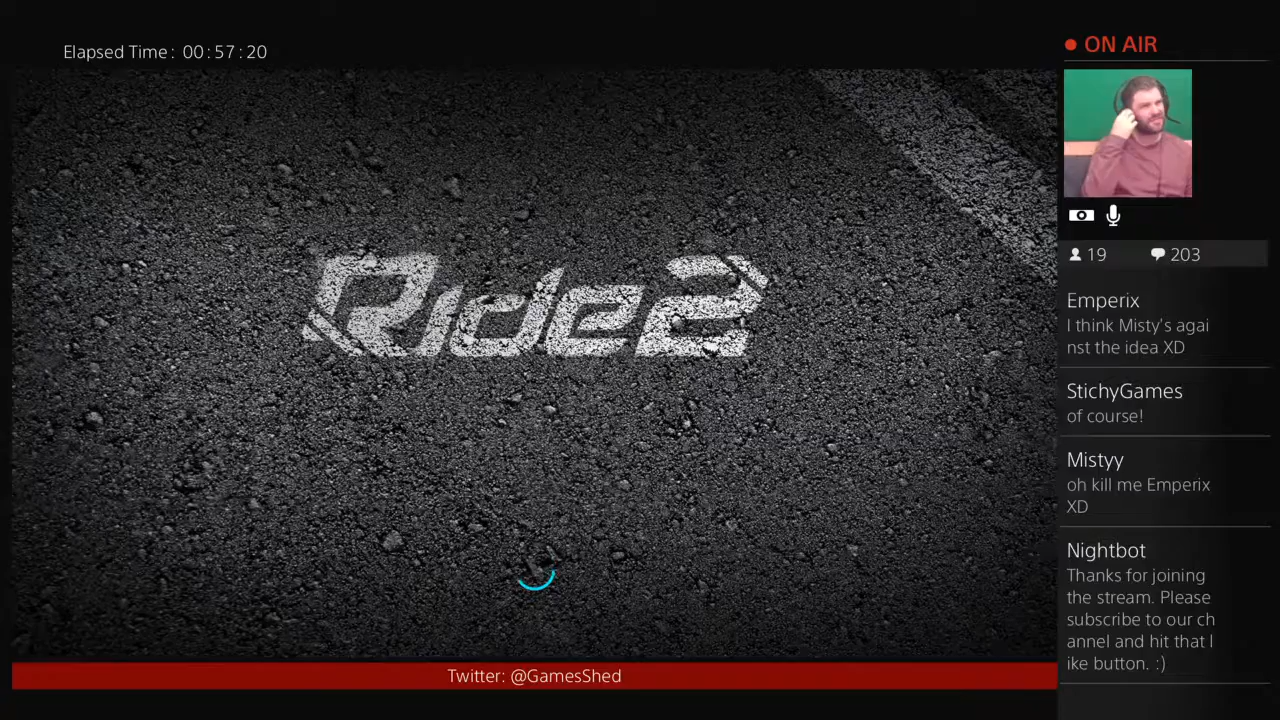 Elapsed Time: 00:57:20
ON AIR
Ride2
19 203
Emperix
I think Misty's agai
nst the idea XD
StichyGames
of course!
Mistyy
oh kill me Emperix
XD
Nightbot
Thanks for joining
the stream. Please
subscribe to our ch
annel and hit that l
ike button. :)
Twitter: @GamesShed